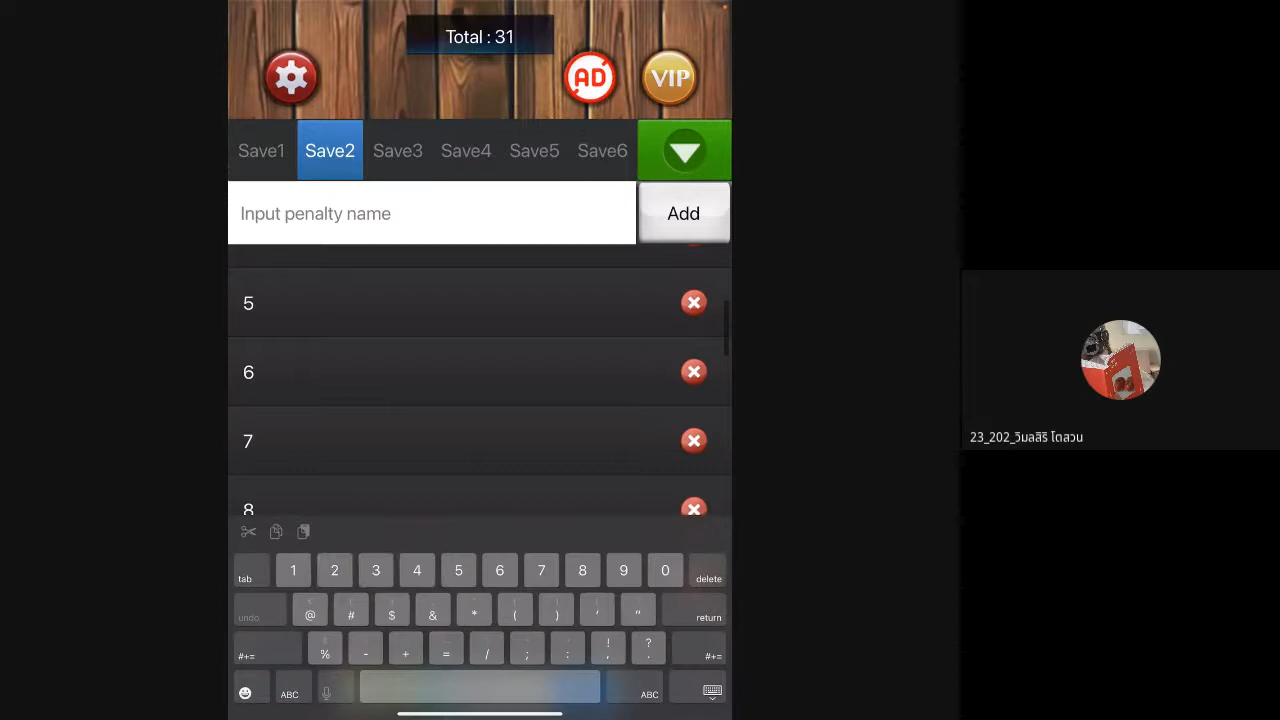 Total : 31
AD
VIP
Save1 Save2 Save3 Save4 Save5 Save6
Input penalty name
Add
5
6
7
8
23_202_วิมลสิริ โตสวน
tab 1 2 3 4 5 6 7 8 9 0 delete
undo @ # $ & * ( ) ' " return
#+= % - + = / ; : ! , ? . #+=
ABC ABC